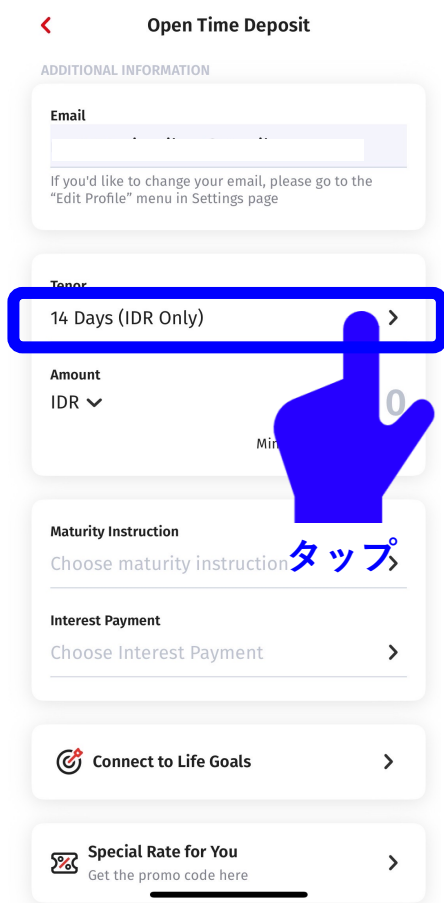 Open Time Deposit
ADDITIONAL INFORMATION
Email
If you'd like to change your email, please go to the
“Edit Profile” menu in Settings page
Tenor
14 Days (IDR Only)
Amount
IDR
0
タップ
Maturity Instruction
Choose maturity instruction
Interest Payment
Choose Interest Payment
Connect to Life Goals
Special Rate for You
Get the promo code here